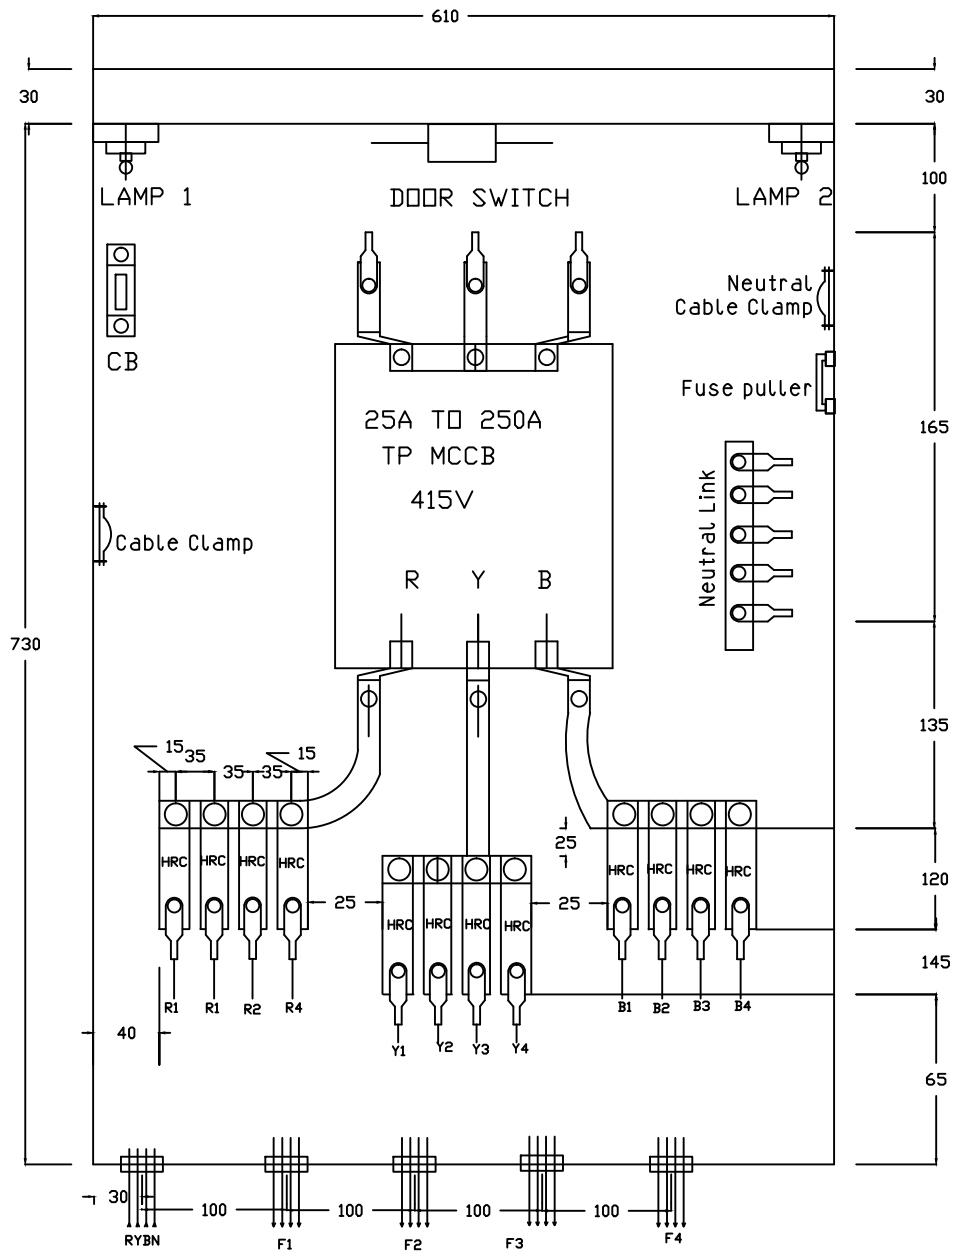 610
30
30
LAMP 1
DOOR SWITCH
LAMP 2
100
Neutral
Cable Clamp
CB
Fuse puller
25A TO 250A
TP MCCB
415V
165
Neutral Link
Cable Clamp
R Y B
730
135
15
35
35
35
15
25
HRC HRC HRC HRC
HRC HRC HRC HRC
120
25
25
HRC HRC HRC HRC
145
R1 R1 R2 R4
B1 B2 B3 B4
40
Y1 Y2 Y3 Y4
65
30
100
100
100
100
RYBN
F1
F2
F3
F4